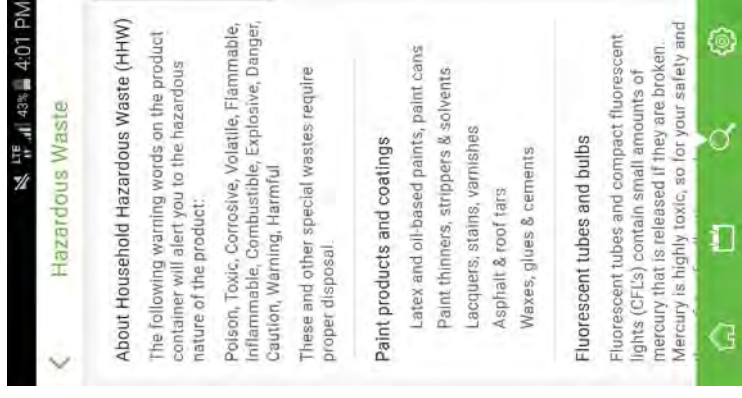 LTE 43% 4:01 PM
Hazardous Waste
About Household Hazardous Waste (HHW)
The following warning words on the product
container will alert you to the hazardous
nature of the product:
Poison, Toxic, Corrosive, Volatile, Flammable,
Inflammable, Combustible, Explosive, Danger,
Caution, Warning, Harmful
These and other special wastes require
proper disposal.
Paint products and coatings
Latex and oil-based paints, paint cans
Paint thinners, strippers & solvents
Lacquers, stains, varnishes
Asphalt & roof tars
Waxes, glues & cements
Fluorescent tubes and bulbs
Fluorescent tubes and compact fluorescent
lights (CFLs) contain small amounts of
mercury that is released if they are broken.
Mercury is highly toxic, so for your safety and